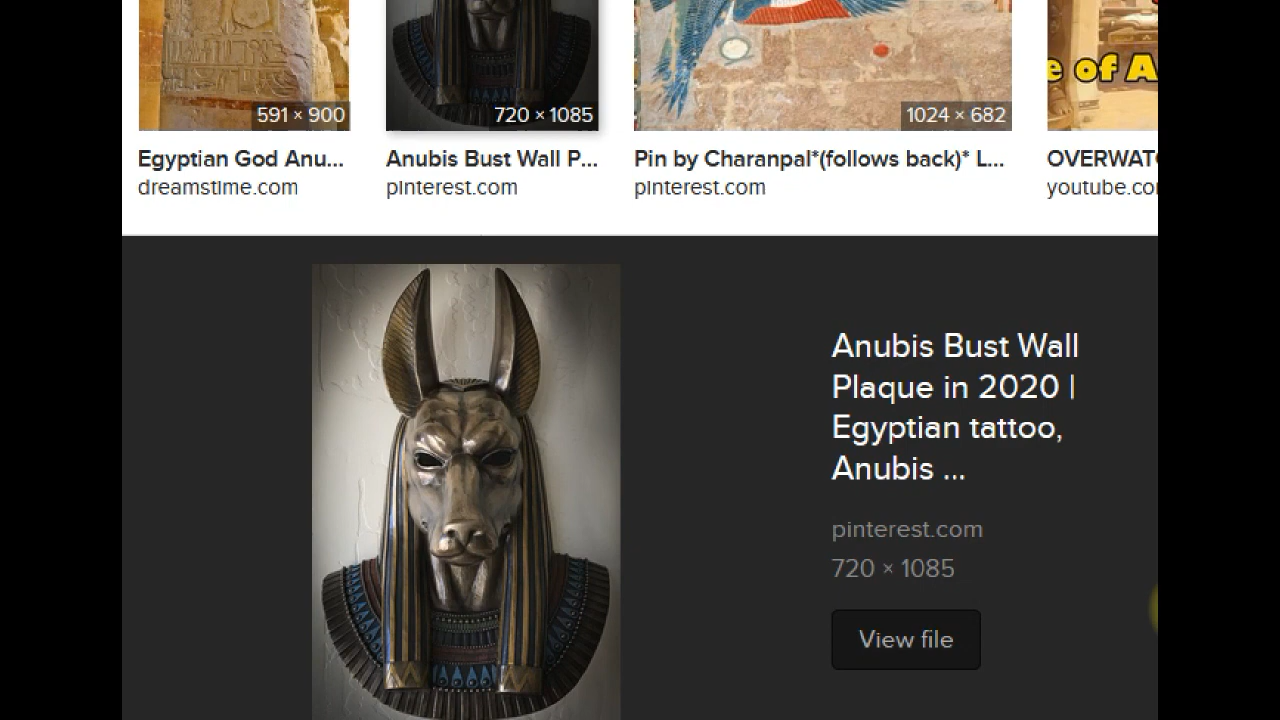 e of A
591 × 900
720 × 1085
1024 × 682
Egyptian God Anu...
Anubis Bust Wall P...
Pin by Charanpal*(follows back)* L...
OVERWAT
dreamstime.com
pinterest.com
pinterest.com
youtube.co
Anubis Bust Wall
Plaque in 2020 |
Egyptian tattoo,
Anubis ...
pinterest.com
720 × 1085
View file